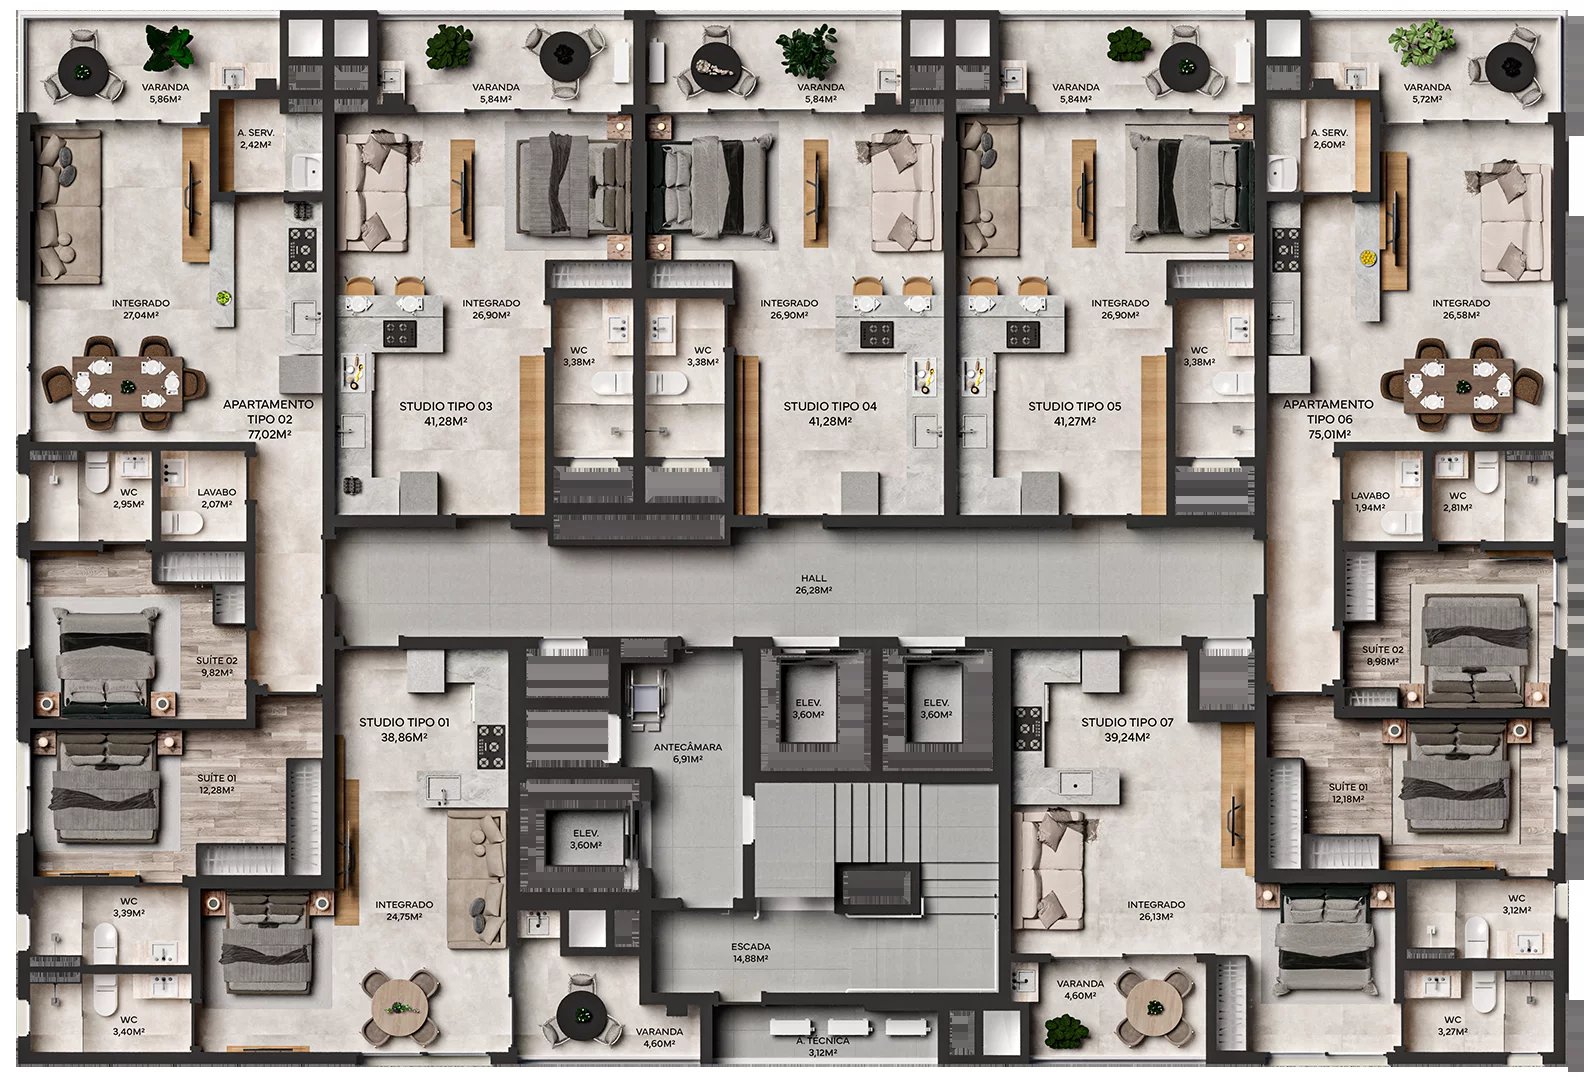 VARANDA
5,86M²
VARANDA
5,84M²
VARANDA
5,84M²
VARANDA
5,84M²
VARANDA
5,72M²
A. SERV.
2,42M²
A. SERV.
2,60M²
INTEGRADO
27,04M²
INTEGRADO
26,90M²
INTEGRADO
26,90M²
INTEGRADO
26,90M²
INTEGRADO
26,58M²
WC
3,38M²
WC
3,38M²
WC
3,38M²
APARTAMENTO
TIPO 02
77,02M²
STUDIO TIPO 03
41,28M²
STUDIO TIPO 04
41,28M²
STUDIO TIPO 05
41,27M²
APARTAMENTO
TIPO 06
75,01M²
WC
2,95M²
LAVABO
2,07M²
LAVABO
1,94M²
WC
2,81M²
HALL
26,28M²
SUÍTE 02
9,82M²
SUÍTE 02
8,98M²
STUDIO TIPO 01
38,86M²
ANTECÂMARA
6,91M²
ELEV.
3,60M²
ELEV.
3,60M²
STUDIO TIPO 07
39,24M²
SUÍTE 01
12,28M²
SUÍTE 01
12,18M²
ELEV.
3,60M²
WC
3,39M²
INTEGRADO
24,75M²
INTEGRADO
26,13M²
WC
3,12M²
ESCADA
14,88M²
VARANDA
4,60M²
WC
3,40M²
VARANDA
4,60M²
A. TÉCNICA
3,12M²
WC
3,27M²